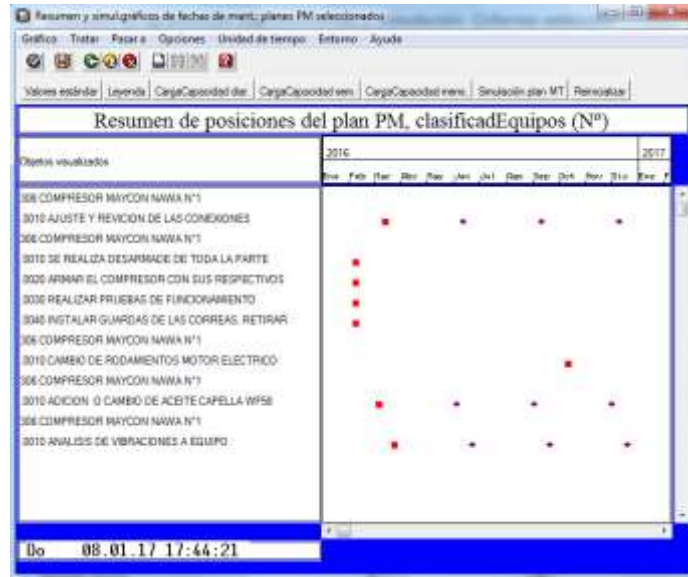 Resumen y simul.gráficos de fechas de mant.; planes PM seleccionados
Gráfico Tratar Pasar a Opciones Unidad de tiempo Entorno Ayuda
Valores estándar Leyenda CargaCapacidad diar. CargaCapacidad sem. CargaCapacidad mens. Simulación plan MT Reinicializar
Resumen de posiciones del plan PM, clasificadEquipos (Nº)
Objetos visualizados
2016 2017
Ene Feb Mar Abr May Jun Jul Ago Sep Oct Nov Dic Ene F
306 COMPRESOR MAYCON NAWA N°1
0010 AJUSTE Y REVICION DE LAS CONEXIONES
306 COMPRESOR MAYCON NAWA N°1
0010 SE REALIZA DESARMADE DE TODA LA PARTE
0020 ARMAR EL COMPRESOR CON SUS RESPECTIVOS
0030 REALIZAR PRUEBAS DE FUNCIONAMIENTO
0040 INSTALAR GUARDAS DE LAS CORREAS, RETIRAR
306 COMPRESOR MAYCON NAWA N°1
0010 CAMBIO DE RODAMIENTOS MOTOR ELECTRICO
306 COMPRESOR MAYCON NAWA N°1
0010 ADICION O CAMBIO DE ACEITE CAPELLA WF68
306 COMPRESOR MAYCON NAWA N°1
0010 ANALISIS DE VIBRACIONES A EQUIPO
Do 08.01.17 17:44:21